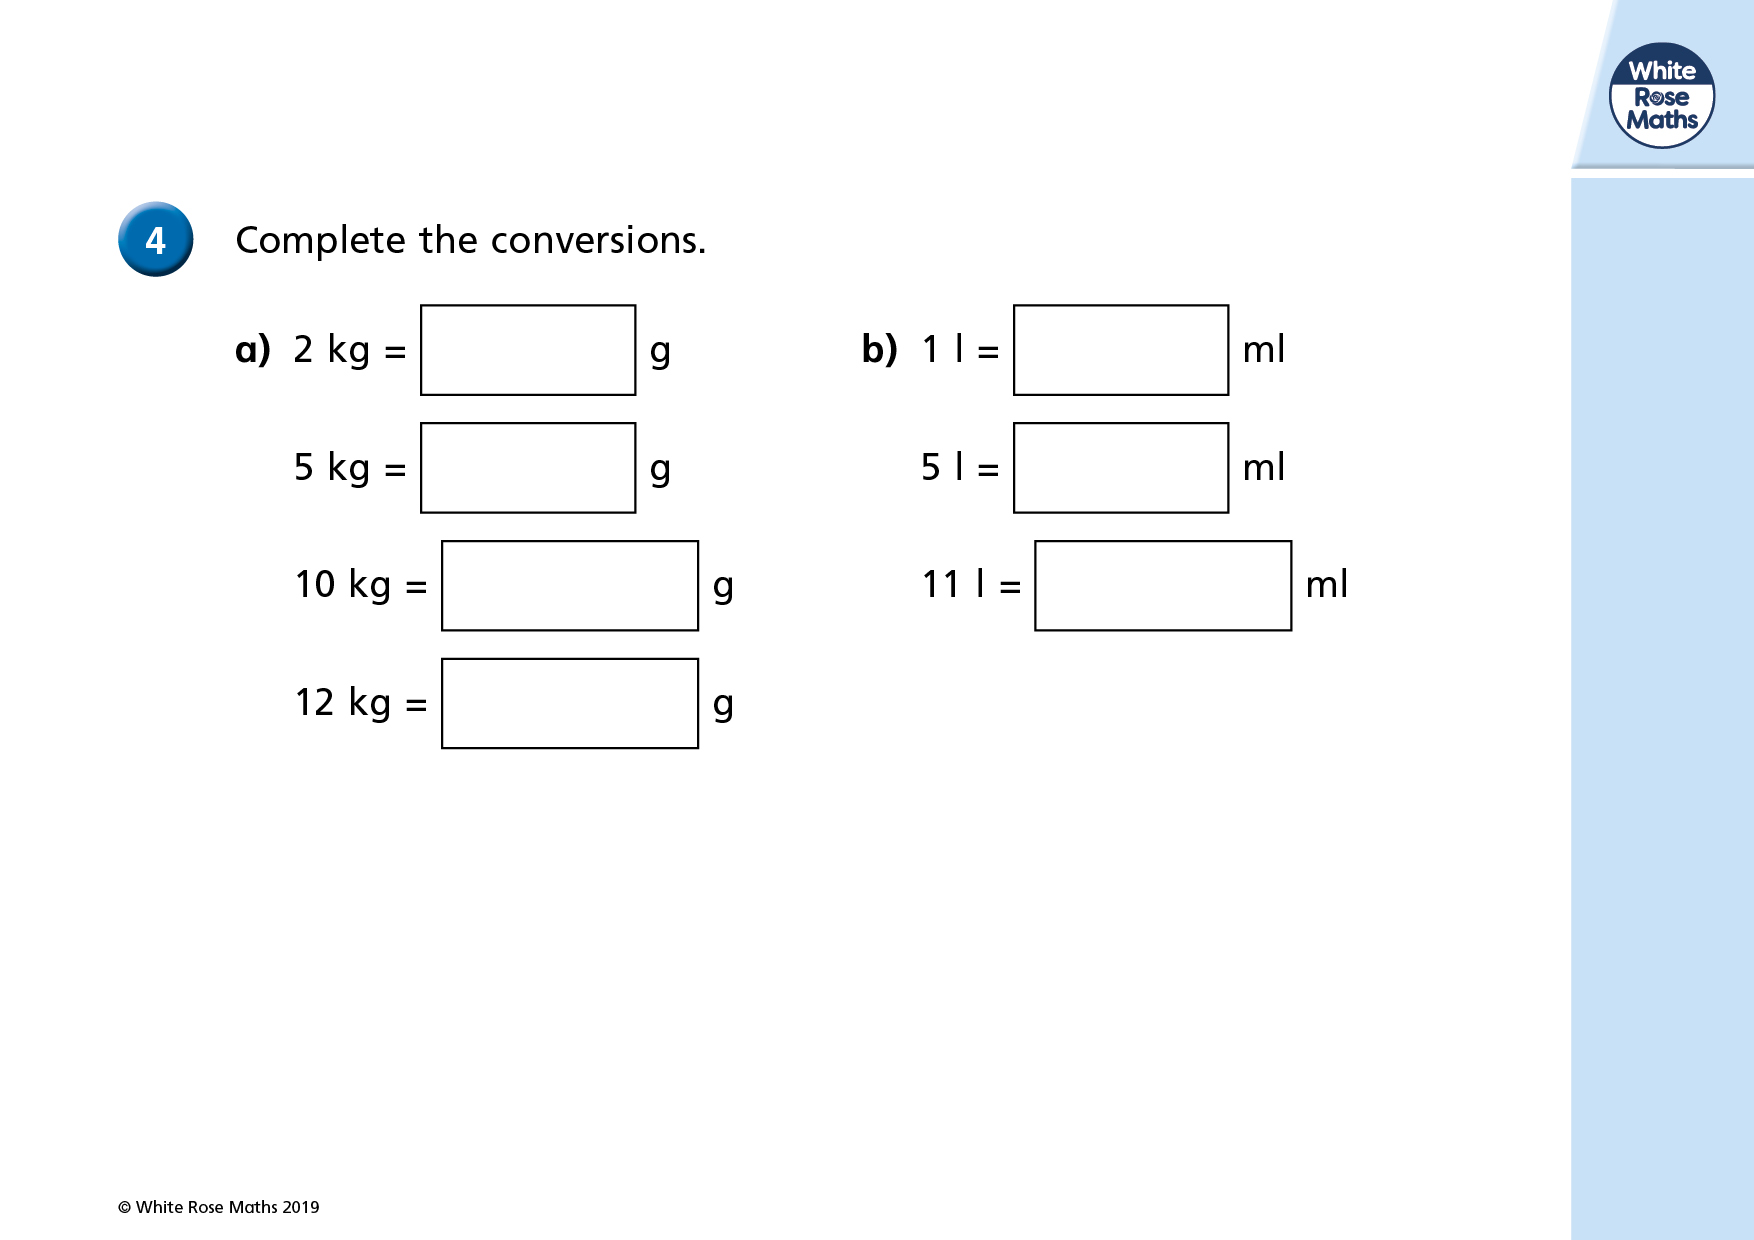 White
Rose
Maths
4 Complete the conversions.
a) 2 kg = g
5 kg = g
10 kg = g
12 kg = g
b) 1 l = ml
5 l = ml
11 l = ml
© White Rose Maths 2019